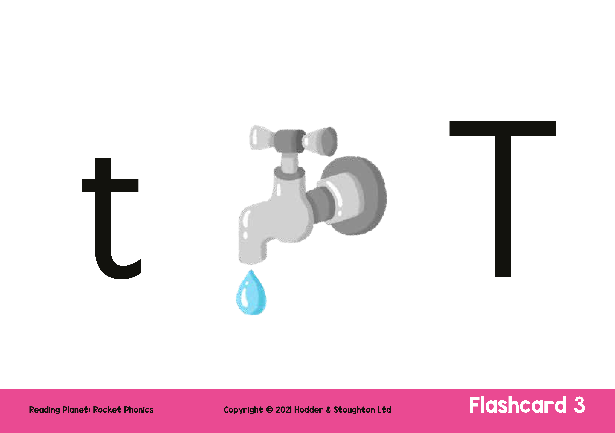 t T
Reading Planet: Rocket Phonics
Copyright © 2021 Hodder & Stoughton Ltd
Flashcard 3